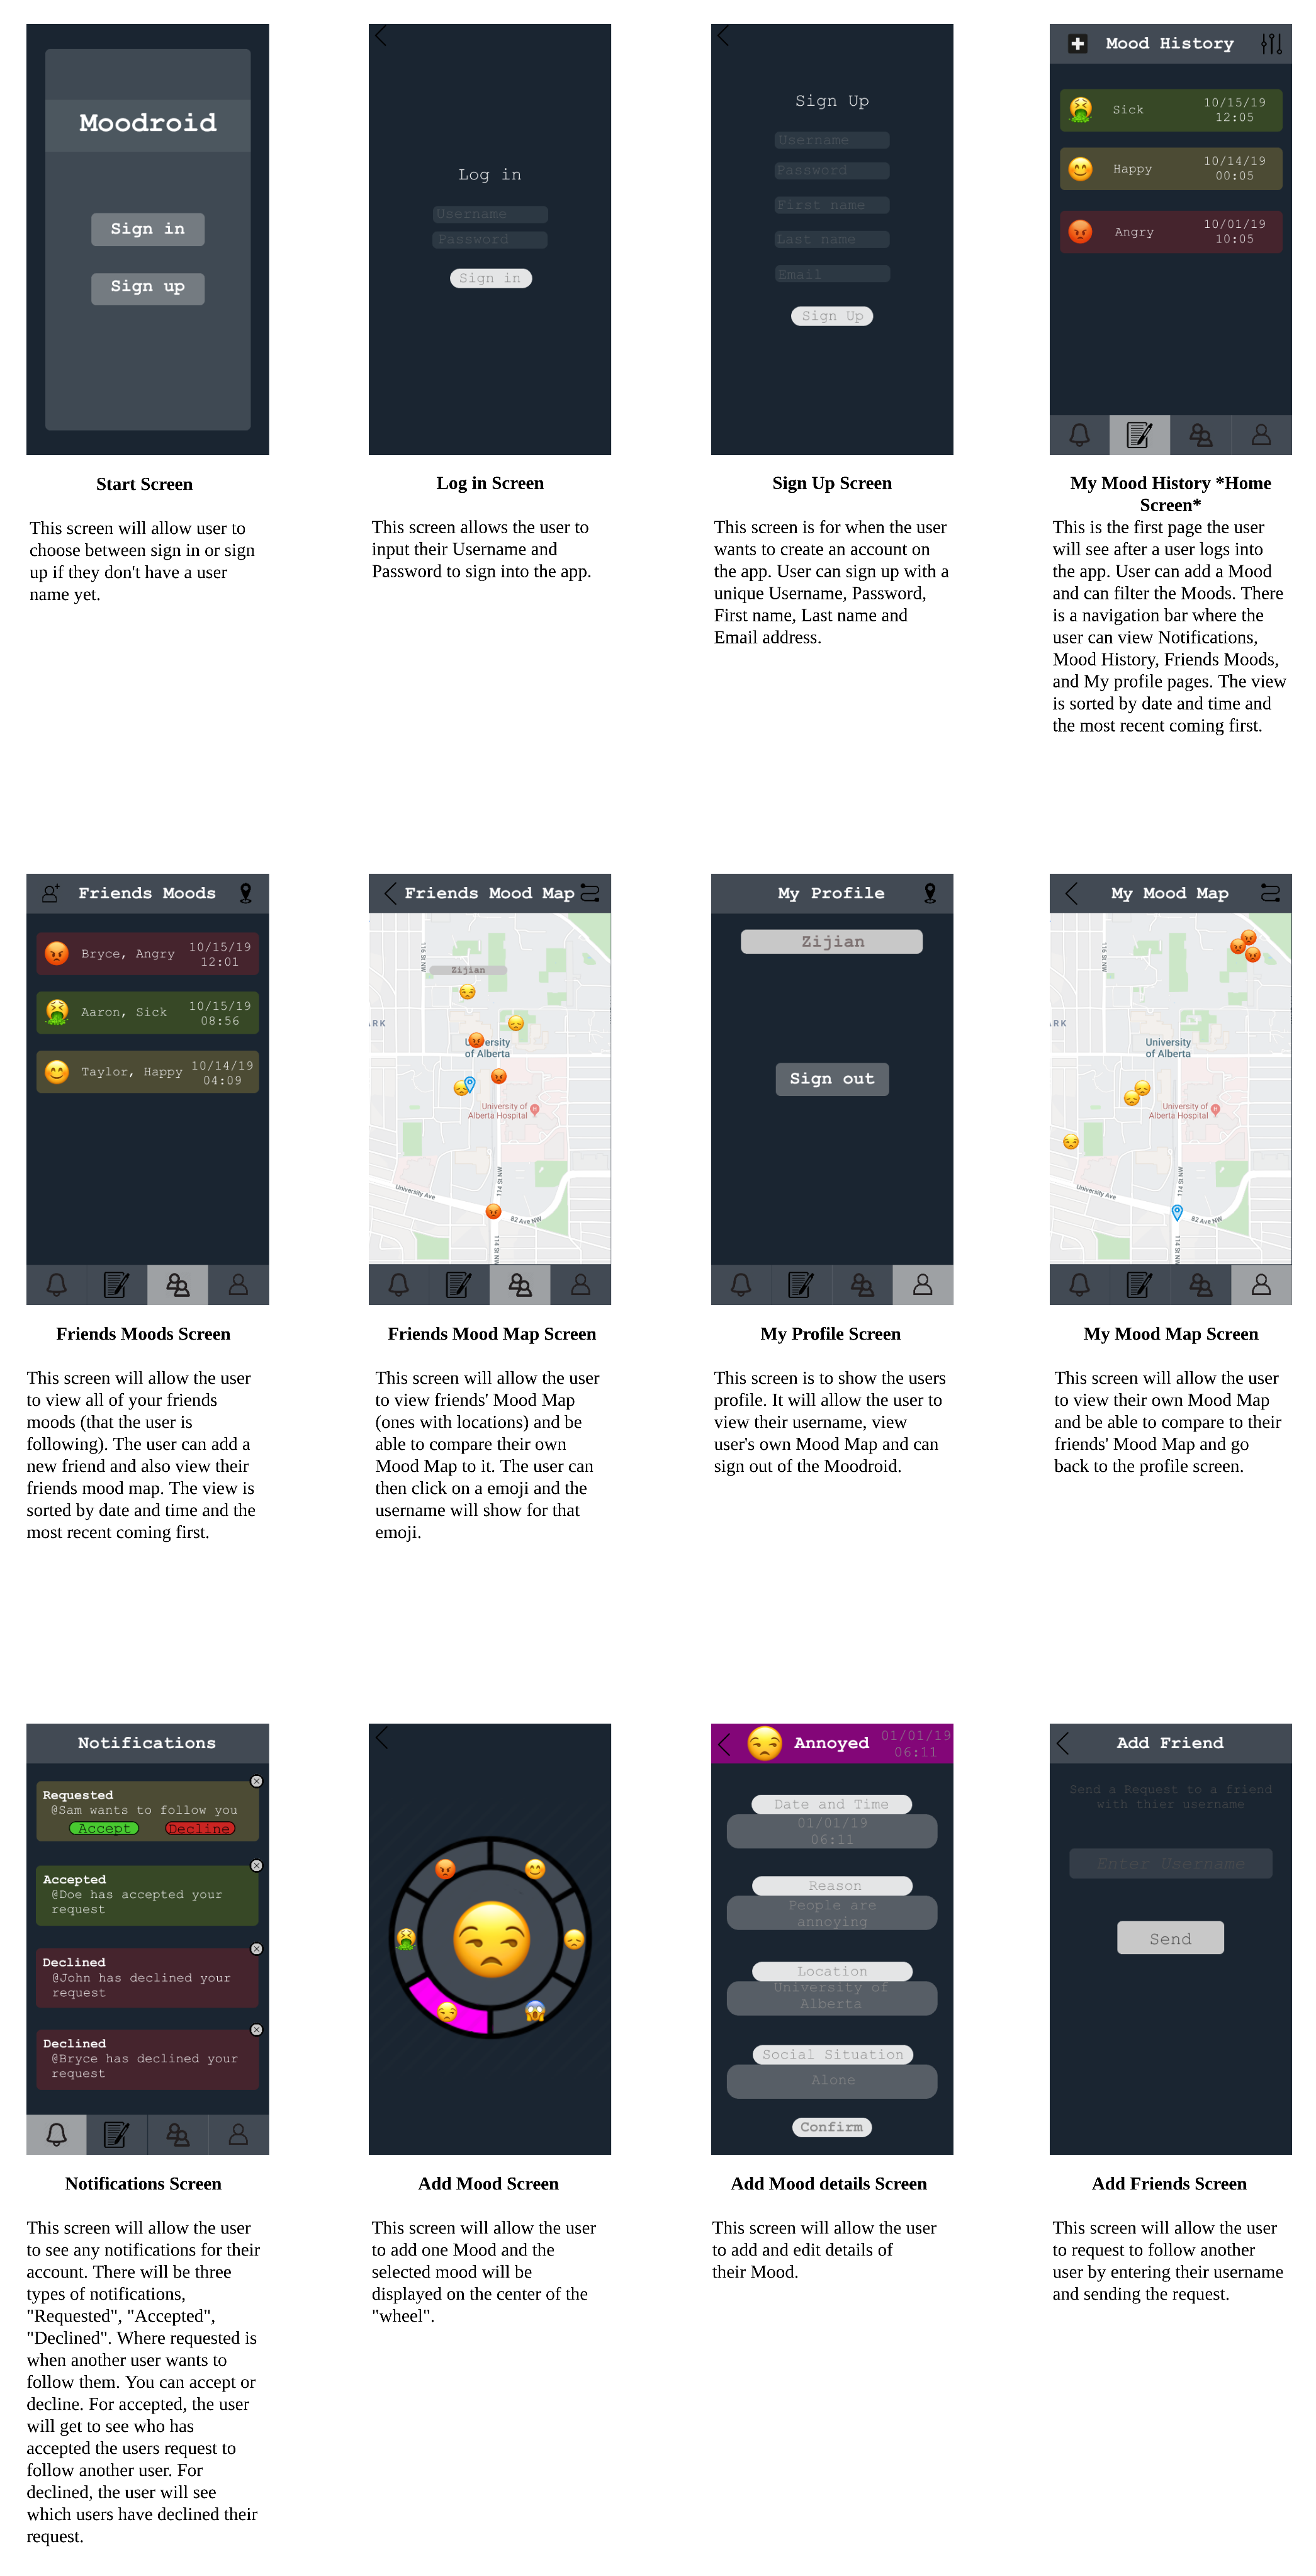 Moodroid
Sign in
Sign up
Start Screen
This screen will allow user to
choose between sign in or sign
up if they don't have a user
name yet.
Log in
Username
Password
Sign in
Log in Screen
This screen allows the user to
input their Username and
Password to sign into the app.
Sign Up
Username
Password
First name
Last name
Email
Sign Up
Sign Up Screen
This screen is for when the user
wants to create an account on
the app. User can sign up with a
unique Username, Password,
First name, Last name and
Email address.
Mood History
Sick
10/15/19
12:05
Happy
10/14/19
00:05
Angry
10/01/19
10:05
My Mood History *Home
Screen*
This is the first page the user
will see after a user logs into
the app. User can add a Mood
and can filter the Moods. There
is a navigation bar where the
user can view Notifications,
Mood History, Friends Moods,
and My profile pages. The view
is sorted by date and time and
the most recent coming first.
Friends Moods
Bryce, Angry
10/15/19
12:01
Aaron, Sick
10/15/19
08:56
Taylor, Happy
10/14/19
04:09
Friends Moods Screen
This screen will allow the user
to view all of your friends
moods (that the user is
following). The user can add a
new friend and also view their
friends mood map. The view is
sorted by date and time and the
most recent coming first.
Friends Mood Map
116 St NW
Zijian
ARK
University
of Alberta
University of
Alberta Hospital
114 St NW
University Ave
82 Ave NW
114 St NW
Friends Mood Map Screen
This screen will allow the user
to view friends' Mood Map
(ones with locations) and be
able to compare their own
Mood Map to it. The user can
then click on a emoji and the
username will show for that
emoji.
My Profile
Zijian
Sign out
My Profile Screen
This screen is to show the users
profile. It will allow the user to
view their username, view
user's own Mood Map and can
sign out of the Moodroid.
My Mood Map
116 St NW
ARK
University
of Alberta
University of
Alberta Hospital
114 St NW
University Ave
82 Ave NW
114 St NW
My Mood Map Screen
This screen will allow the user
to view their own Mood Map
and be able to compare to their
friends' Mood Map and go
back to the profile screen.
Notifications
Requested
@Sam wants to follow you
Accept
Decline
Accepted
@Doe has accepted your
request
Declined
@John has declined your
request
Declined
@Bryce has declined your
request
Notifications Screen
This screen will allow the user
to see any notifications for their
account. There will be three
types of notifications,
"Requested", "Accepted",
"Declined". Where requested is
when another user wants to
follow them. You can accept or
decline. For accepted, the user
will get to see who has
accepted the users request to
follow another user. For
declined, the user will see
which users have declined their
request.
Add Mood Screen
This screen will allow the user
to add one Mood and the
selected mood will be
displayed on the center of the
"wheel".
Annoyed
01/01/19
06:11
Date and Time
01/01/19
06:11
Reason
People are
annoying
Location
University of
Alberta
Social Situation
Alone
Confirm
Add Mood details Screen
This screen will allow the user
to add and edit details of
their Mood.
Add Friend
Send a Request to a friend
with thier username
Enter Username
Send
Add Friends Screen
This screen will allow the user
to request to follow another
user by entering their username
and sending the request.